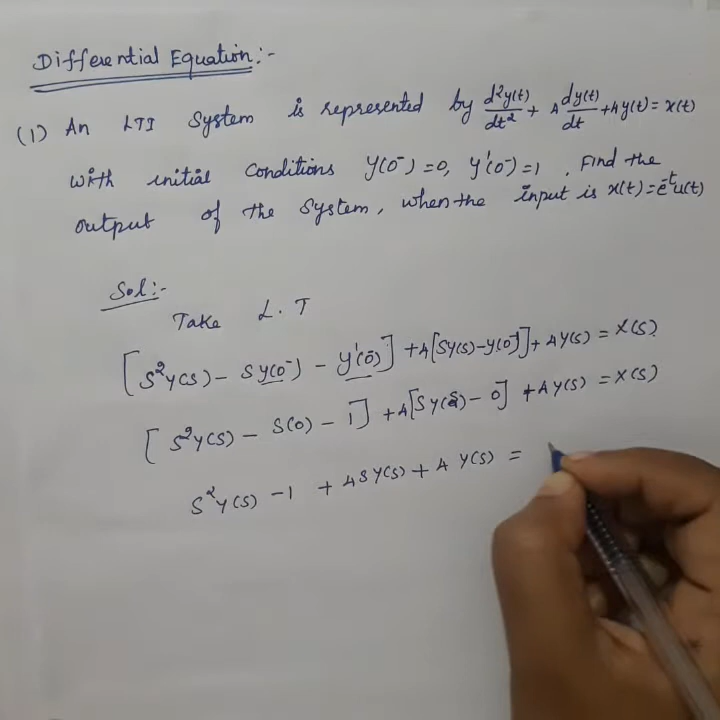 Differential Equation:-
(1) An LTI System is represented by d²y(t)/dt² + 4 dy(t)/dt + 4y(t) = x(t)
with initial conditions y(0⁻) = 0, y'(0⁻) = 1. Find the
output of the system, when the input is x(t) = e⁻ᵗu(t)
Sol:-
Take L.T
[S²Y(S) - SY(0⁻) - Y'(0⁻)] + 4[SY(S) - Y(0⁻)] + 4Y(S) = X(S)
[S²Y(S) - S(0) - 1] + 4[SY(S) - 0] + 4Y(S) = X(S)
S²Y(S) - 1 + 4SY(S) + 4Y(S) =